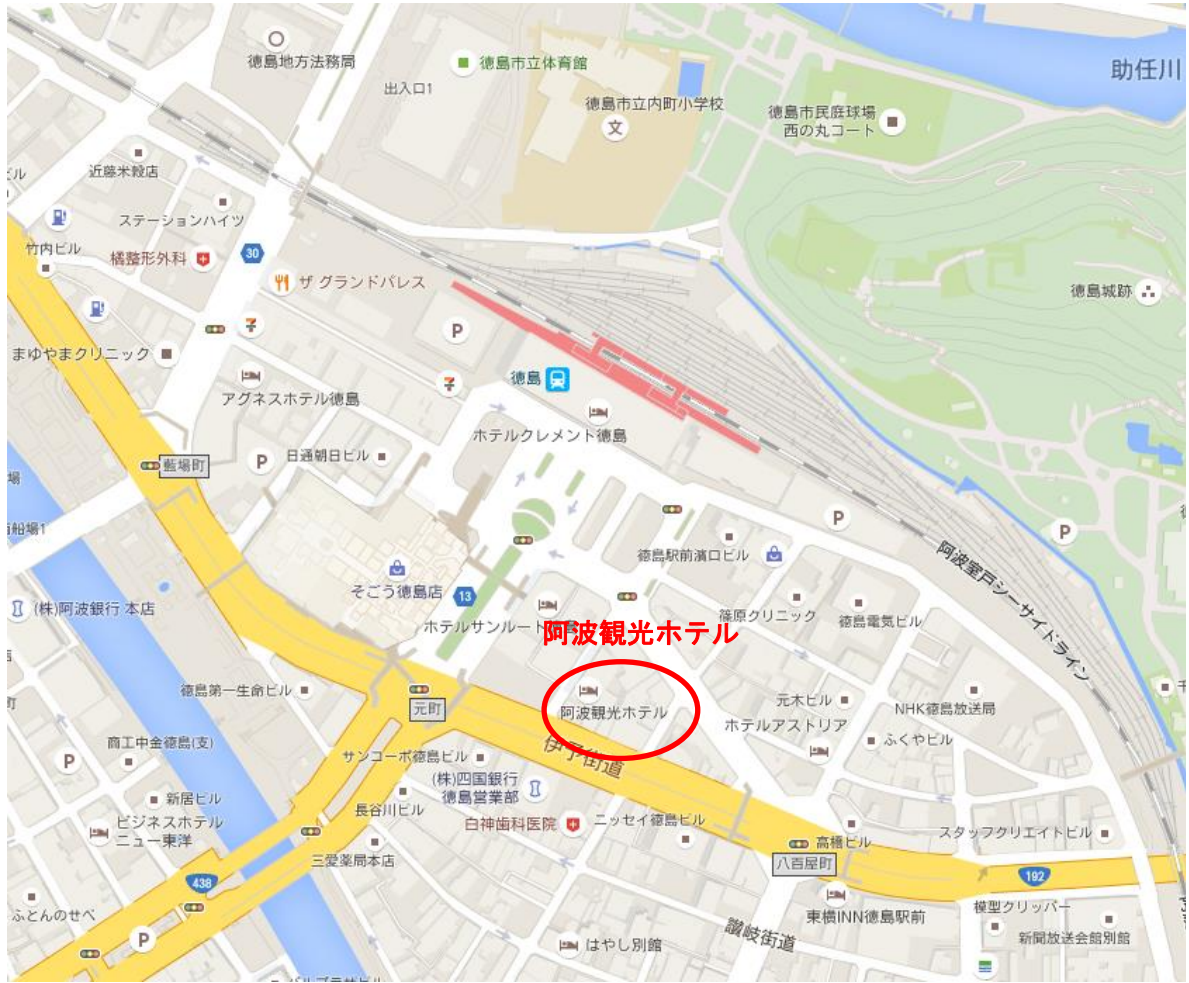 徳島地方法務局
徳島市立体育館
出入口1
助任川
徳島市立内町小学校
文
徳島市民庭球場
西の丸コート
近藤米穀店
ステーションハイツ
竹内ビル
橘整形外科
30
ザ グランドパレス
徳島城跡
P
まゆやまクリニック
アグネスホテル徳島
徳島
ホテルクレメント徳島
藍場町
P
日通朝日ビル
P
P
阿波室戸シーサイドライン
徳島駅前濱口ビル
(株)阿波銀行 本店
そごう徳島店
13
ホテルサンルート
阿波観光ホテル
篠原クリニック
徳島電気ビル
徳島第一生命ビル
元町
阿波観光ホテル
元木ビル
NHK徳島放送局
ホテルアストリア
ふくやビル
商工中金徳島(支)
P
サンコーポ徳島ビル
伊予街道
(株)四国銀行
徳島営業部
新居ビル
ビジネスホテル
ニュー東洋
長谷川ビル
白神歯科医院
ニッセイ徳島ビル
三愛薬局本店
高橋ビル
スタッフクリエイトビル
八百屋町
438
192
ふとんのせべ
P
東横INN徳島駅前
模型クリッパー
讃岐街道
はやし別館
新聞放送会館別館